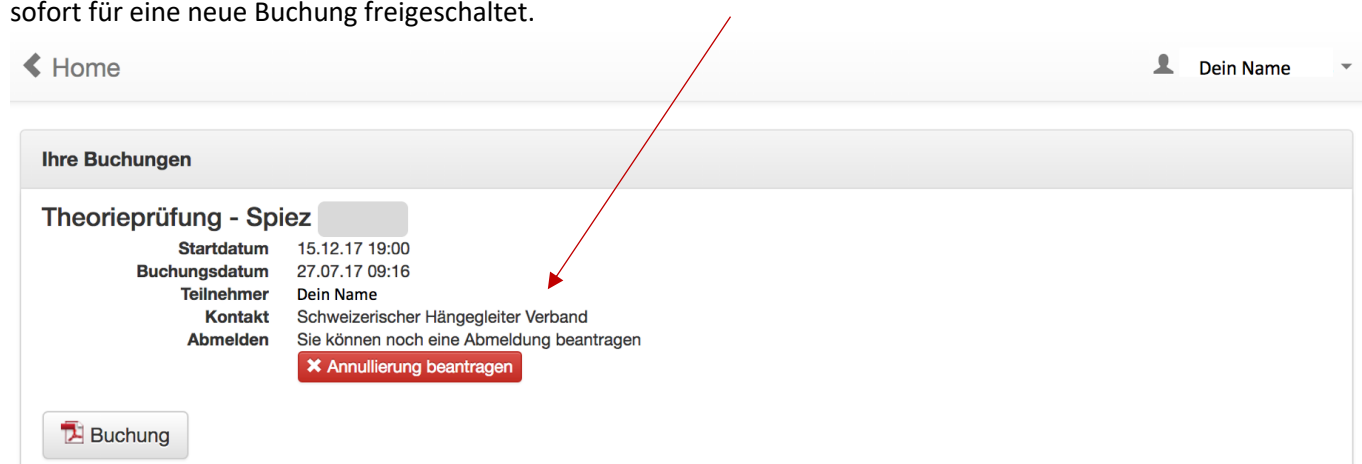 sofort für eine neue Buchung freigeschaltet.
Home
Dein Name
Ihre Buchungen
Theorieprüfung - Spiez
Startdatum 15.12.17 19:00
Buchungsdatum 27.07.17 09:16
Teilnehmer Dein Name
Kontakt Schweizerischer Hängegleiter Verband
Abmelden Sie können noch eine Abmeldung beantragen
Annullierung beantragen
Buchung